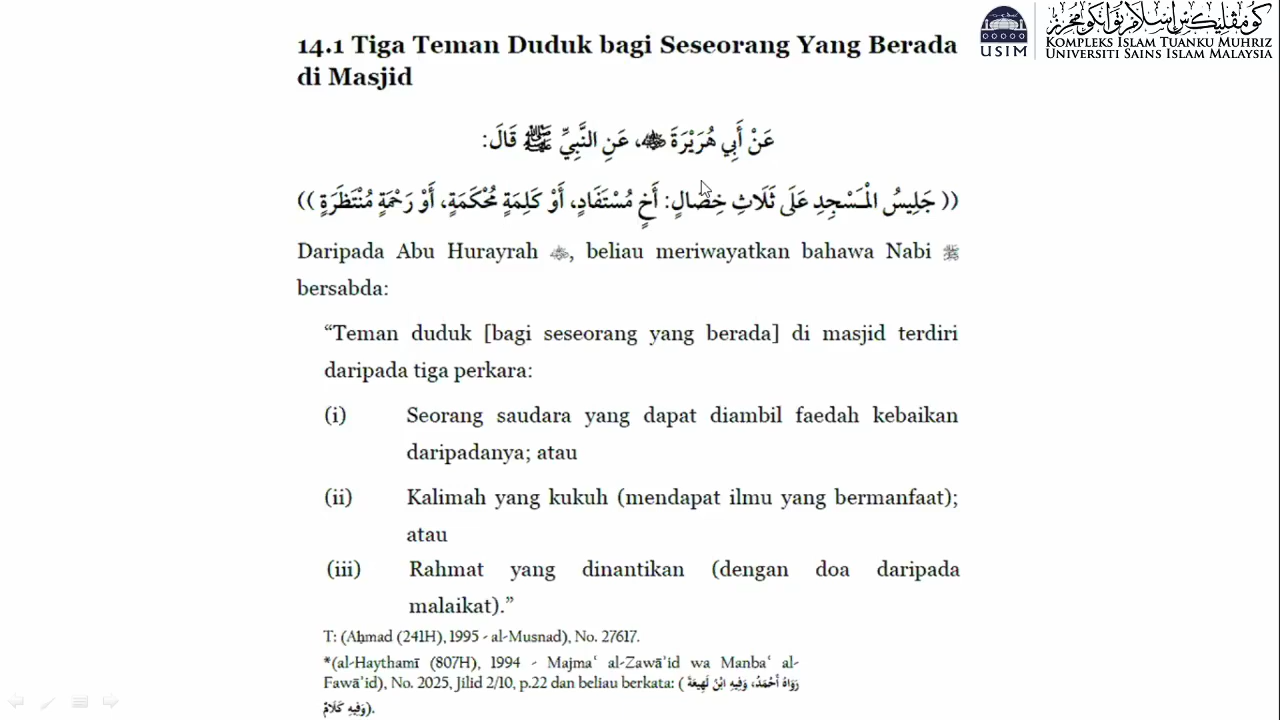 USIM
كومڤليكس إسلام توانكو محرز
KOMPLEKS ISLAM TUANKU MUHRIZ
UNIVERSITI SAINS ISLAM MALAYSIA
14.1 Tiga Teman Duduk bagi Seseorang Yang Berada
di Masjid
عَنْ أَبِي هُرَيْرَةَ ؓ، عَنِ النَّبِيِّ ﷺ قَالَ:
(( جَلِيسُ الْمَسْجِدِ عَلَى ثَلَاثِ خِصَالٍ: أَخٍ مُسْتَفَادٍ، أَوْ كَلِمَةٍ مُحْكَمَةٍ، أَوْ رَحْمَةٍ مُنْتَظَرَةٍ ))
Daripada Abu Hurayrah ؓ, beliau meriwayatkan bahawa Nabi ﷺ
bersabda:
“Teman duduk [bagi seseorang yang berada] di masjid terdiri
daripada tiga perkara:
(i) Seorang saudara yang dapat diambil faedah kebaikan
daripadanya; atau
(ii) Kalimah yang kukuh (mendapat ilmu yang bermanfaat);
atau
(iii) Rahmat yang dinantikan (dengan doa daripada
malaikat).”
T: (Aḥmad (241H), 1995 - al-Musnad), No. 27617.
*(al-Haythamī (807H), 1994 - Majmaʿ al-Zawā’id wa Manbaʿ al-
Fawā’id), No. 2025, Jilid 2/10, p.22 dan beliau berkata: ( رَوَاهُ أَحْمَدُ، وَفِيهِ ابْنُ لَهِيعَةَ
وَفِيهِ كَلَامٌ).